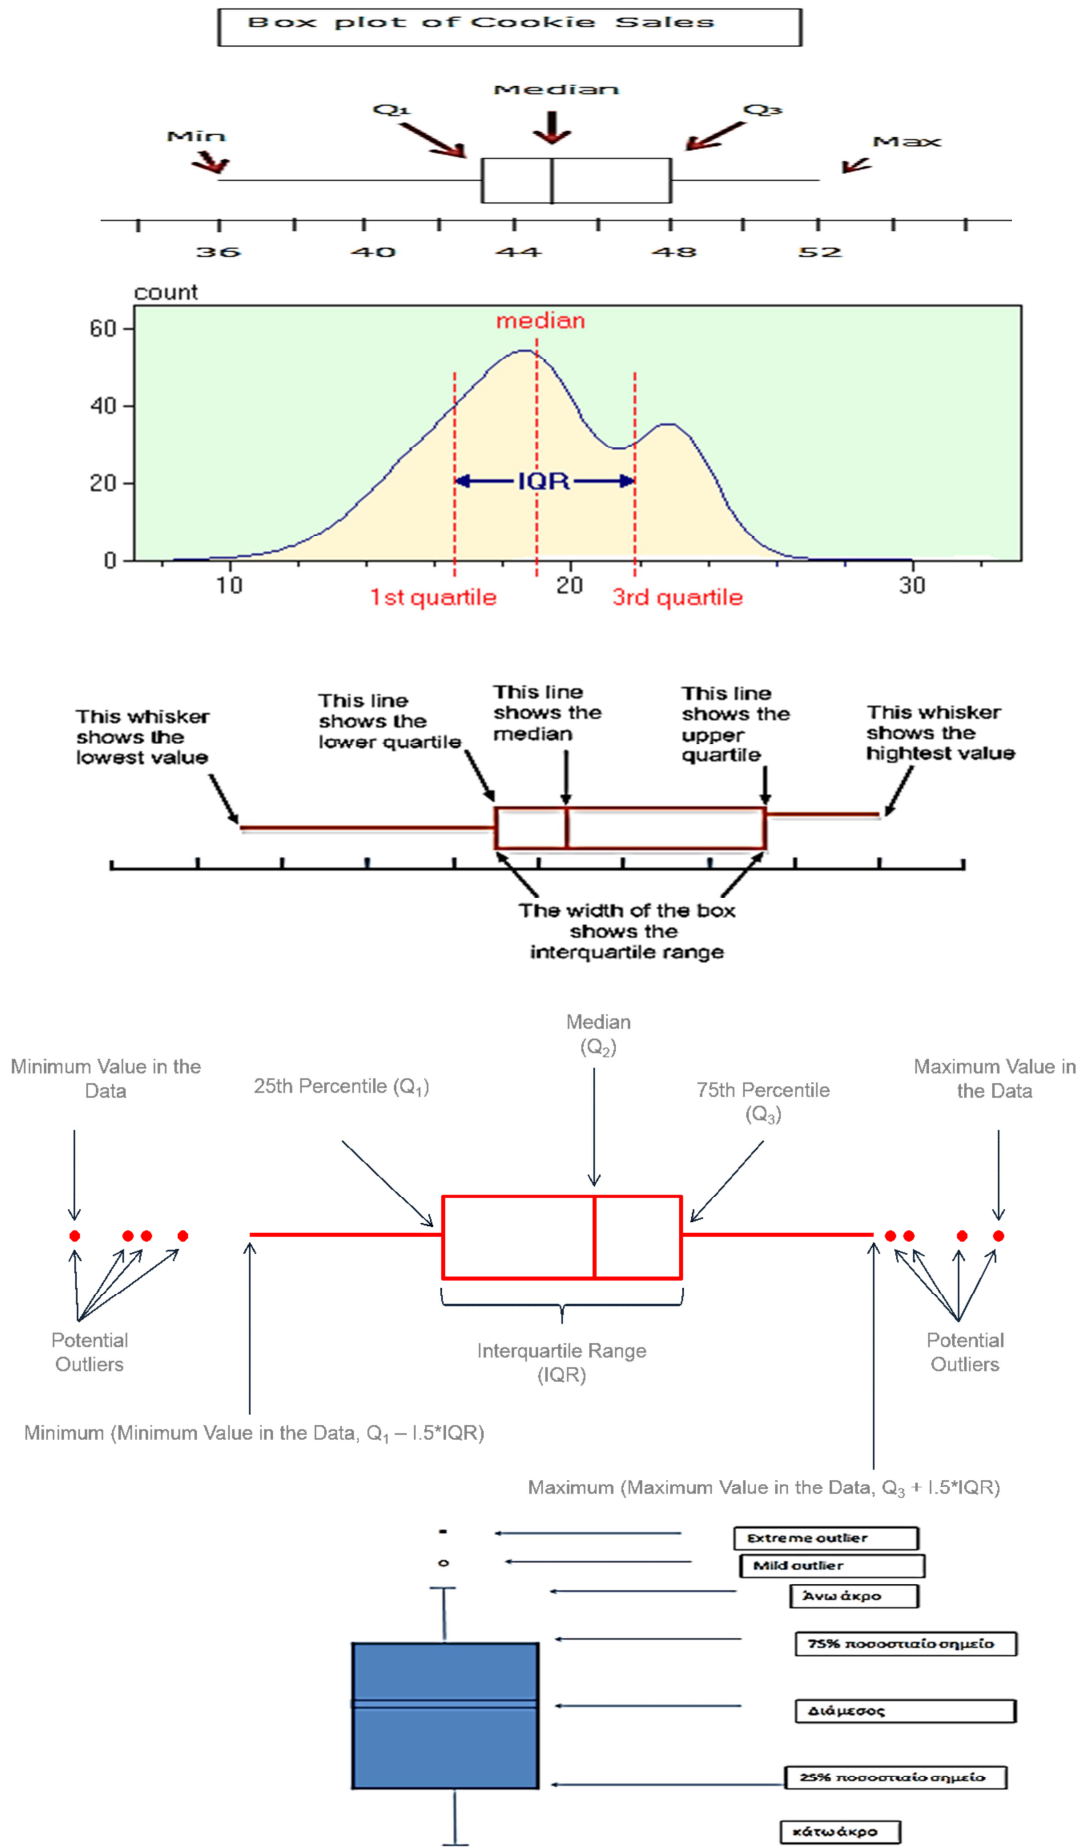 Box plot of Cookie Sales
Median
Q₁
Q₃
Min
Max
36 40 44 48 52
count
60
median
40
20
IQR
0
10 20 30
1st quartile 3rd quartile
This whisker
shows the
lowest value
This line
shows the
lower quartile
This line
shows the
median
This line
shows the
upper
quartile
This whisker
shows the
hightest value
The width of the box
shows the
interquartile range
Median
(Q₂)
Minimum Value in the
Data
25th Percentile (Q₁)
75th Percentile
(Q₃)
Maximum Value in
the Data
Potential
Outliers
Interquartile Range
(IQR)
Potential
Outliers
Minimum (Minimum Value in the Data, Q₁ – I.5*IQR)
Maximum (Maximum Value in the Data, Q₃ + I.5*IQR)
Extreme outlier
Mild outlier
Άνω άκρο
75% ποσοστιαίο σημείο
Διάμεσος
25% ποσοστιαίο σημείο
κάτω άκρο